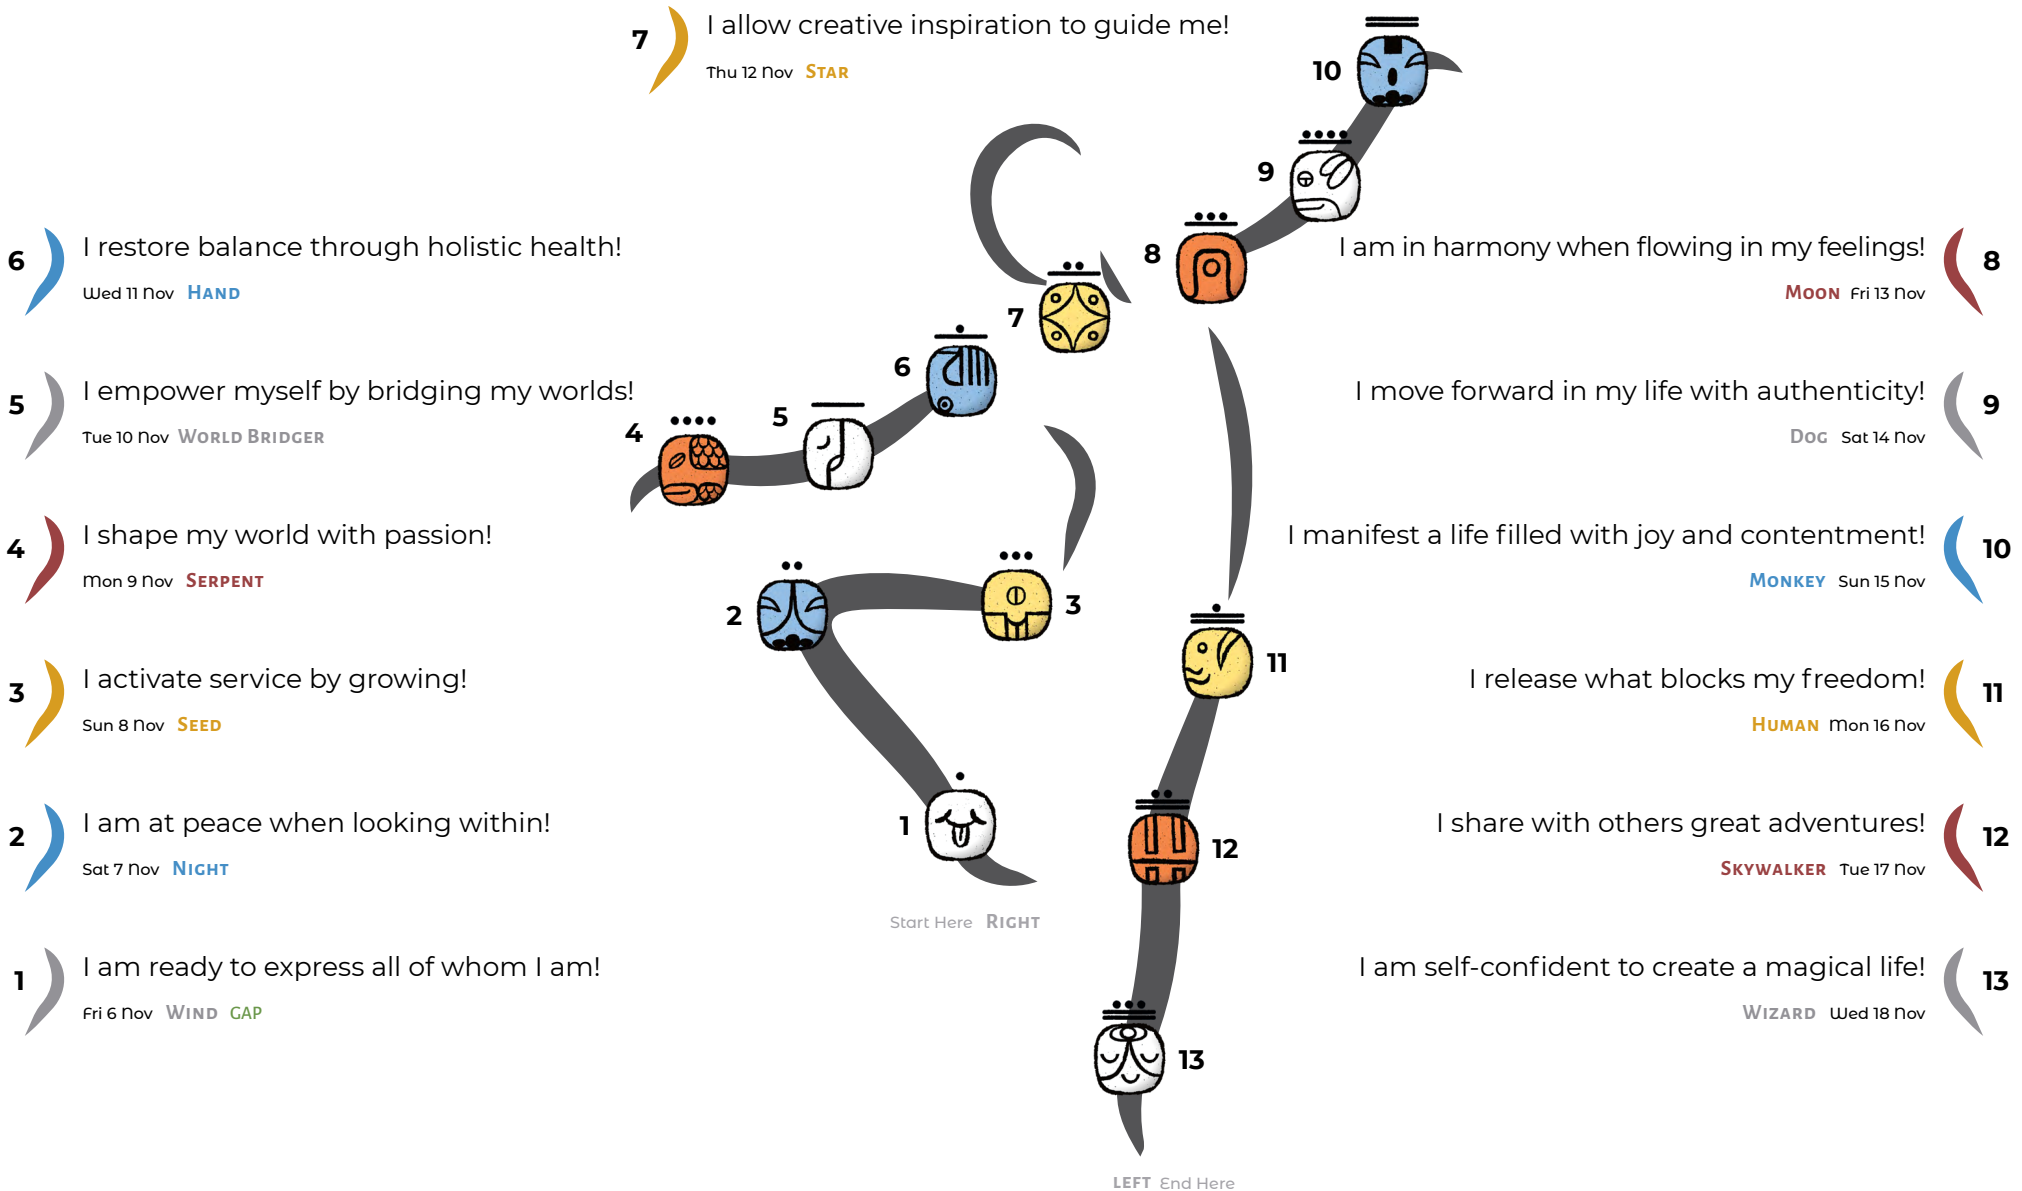 7
I allow creative inspiration to guide me!
Thu 12 Nov STAR
6
I restore balance through holistic health!
Wed 11 Nov HAND
5
I empower myself by bridging my worlds!
Tue 10 Nov WORLD BRIDGER
4
I shape my world with passion!
Mon 9 Nov SERPENT
3
I activate service by growing!
Sun 8 Nov SEED
2
I am at peace when looking within!
Sat 7 Nov NIGHT
1
I am ready to express all of whom I am!
Fri 6 Nov WIND GAP
10
9
8
7
6
5
4
3
2
1
11
12
13
Start Here RIGHT
LEFT End Here
I am in harmony when flowing in my feelings!
MOON Fri 13 Nov
8
I move forward in my life with authenticity!
DOG Sat 14 Nov
9
I manifest a life filled with joy and contentment!
MONKEY Sun 15 Nov
10
I release what blocks my freedom!
HUMAN Mon 16 Nov
11
I share with others great adventures!
SKYWALKER Tue 17 Nov
12
I am self-confident to create a magical life!
WIZARD Wed 18 Nov
13